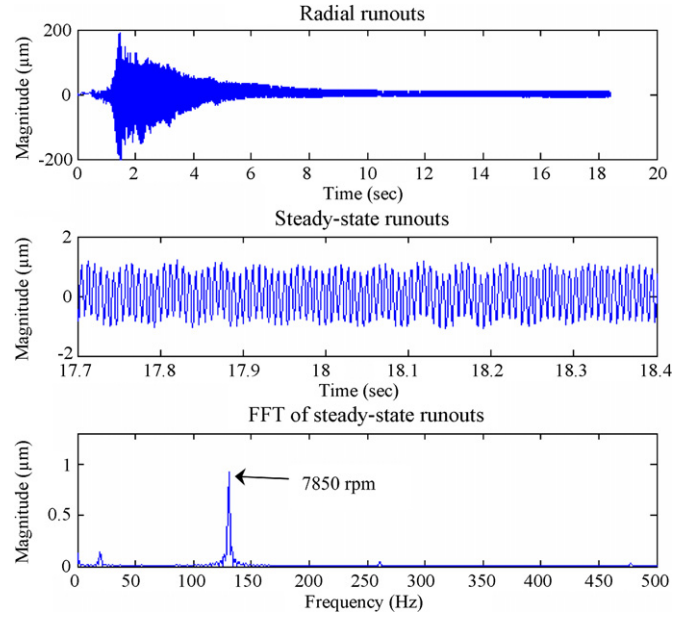 Radial runouts
Magnitude (µm)
200
0
-200
0 2 4 6 8 10 12 14 16 18 20
Time (sec)
Steady-state runouts
Magnitude (µm)
2
0
-2
17.7 17.8 17.9 18 18.1 18.2 18.3 18.4
Time (sec)
FFT of steady-state runouts
Magnitude (µm)
1
0.5
0
7850 rpm
0 50 100 150 200 250 300 350 400 450 500
Frequency (Hz)